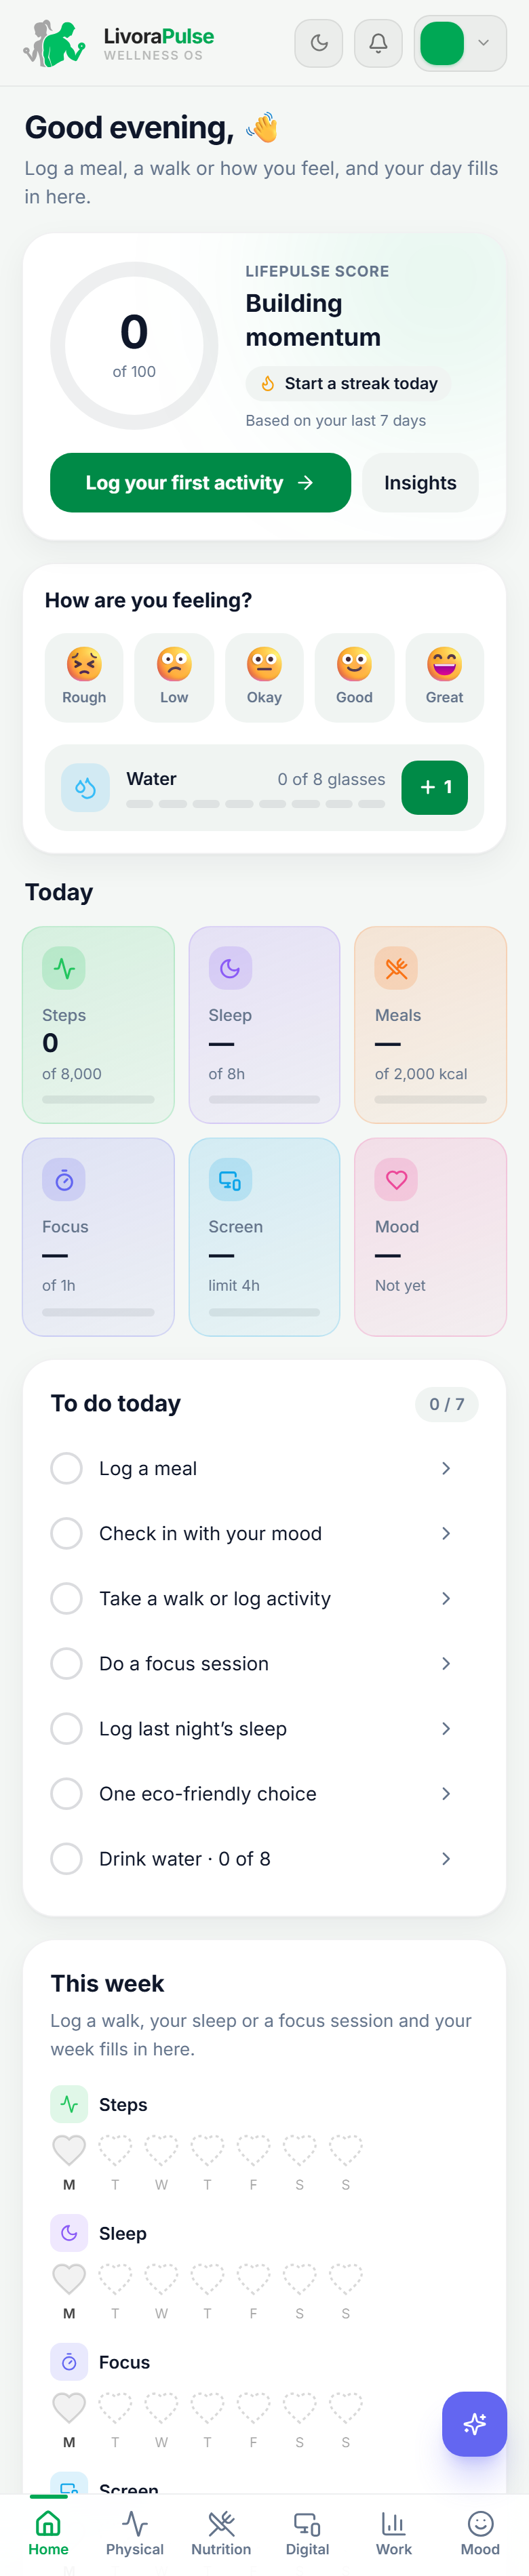 LivoraPulse
WELLNESS OS
Good evening, 👋
Log a meal, a walk or how you feel, and your day fills
in here.
0
of 100
LIFEPULSE SCORE
Building
momentum
Start a streak today
Based on your last 7 days
Log your first activity →
Insights
How are you feeling?
Rough
Low
Okay
Good
Great
Water
0 of 8 glasses
+ 1
Today
Steps
0
of 8,000
Sleep
—
of 8h
Meals
—
of 2,000 kcal
Focus
—
of 1h
Screen
—
limit 4h
Mood
—
Not yet
To do today
0 / 7
Log a meal
Check in with your mood
Take a walk or log activity
Do a focus session
Log last night’s sleep
One eco-friendly choice
Drink water · 0 of 8
This week
Log a walk, your sleep or a focus session and your
week fills in here.
Steps
M T W T F S S
Sleep
M T W T F S S
Focus
M T W T F S S
Screen
Home
Physical
Nutrition
Digital
Work
Mood